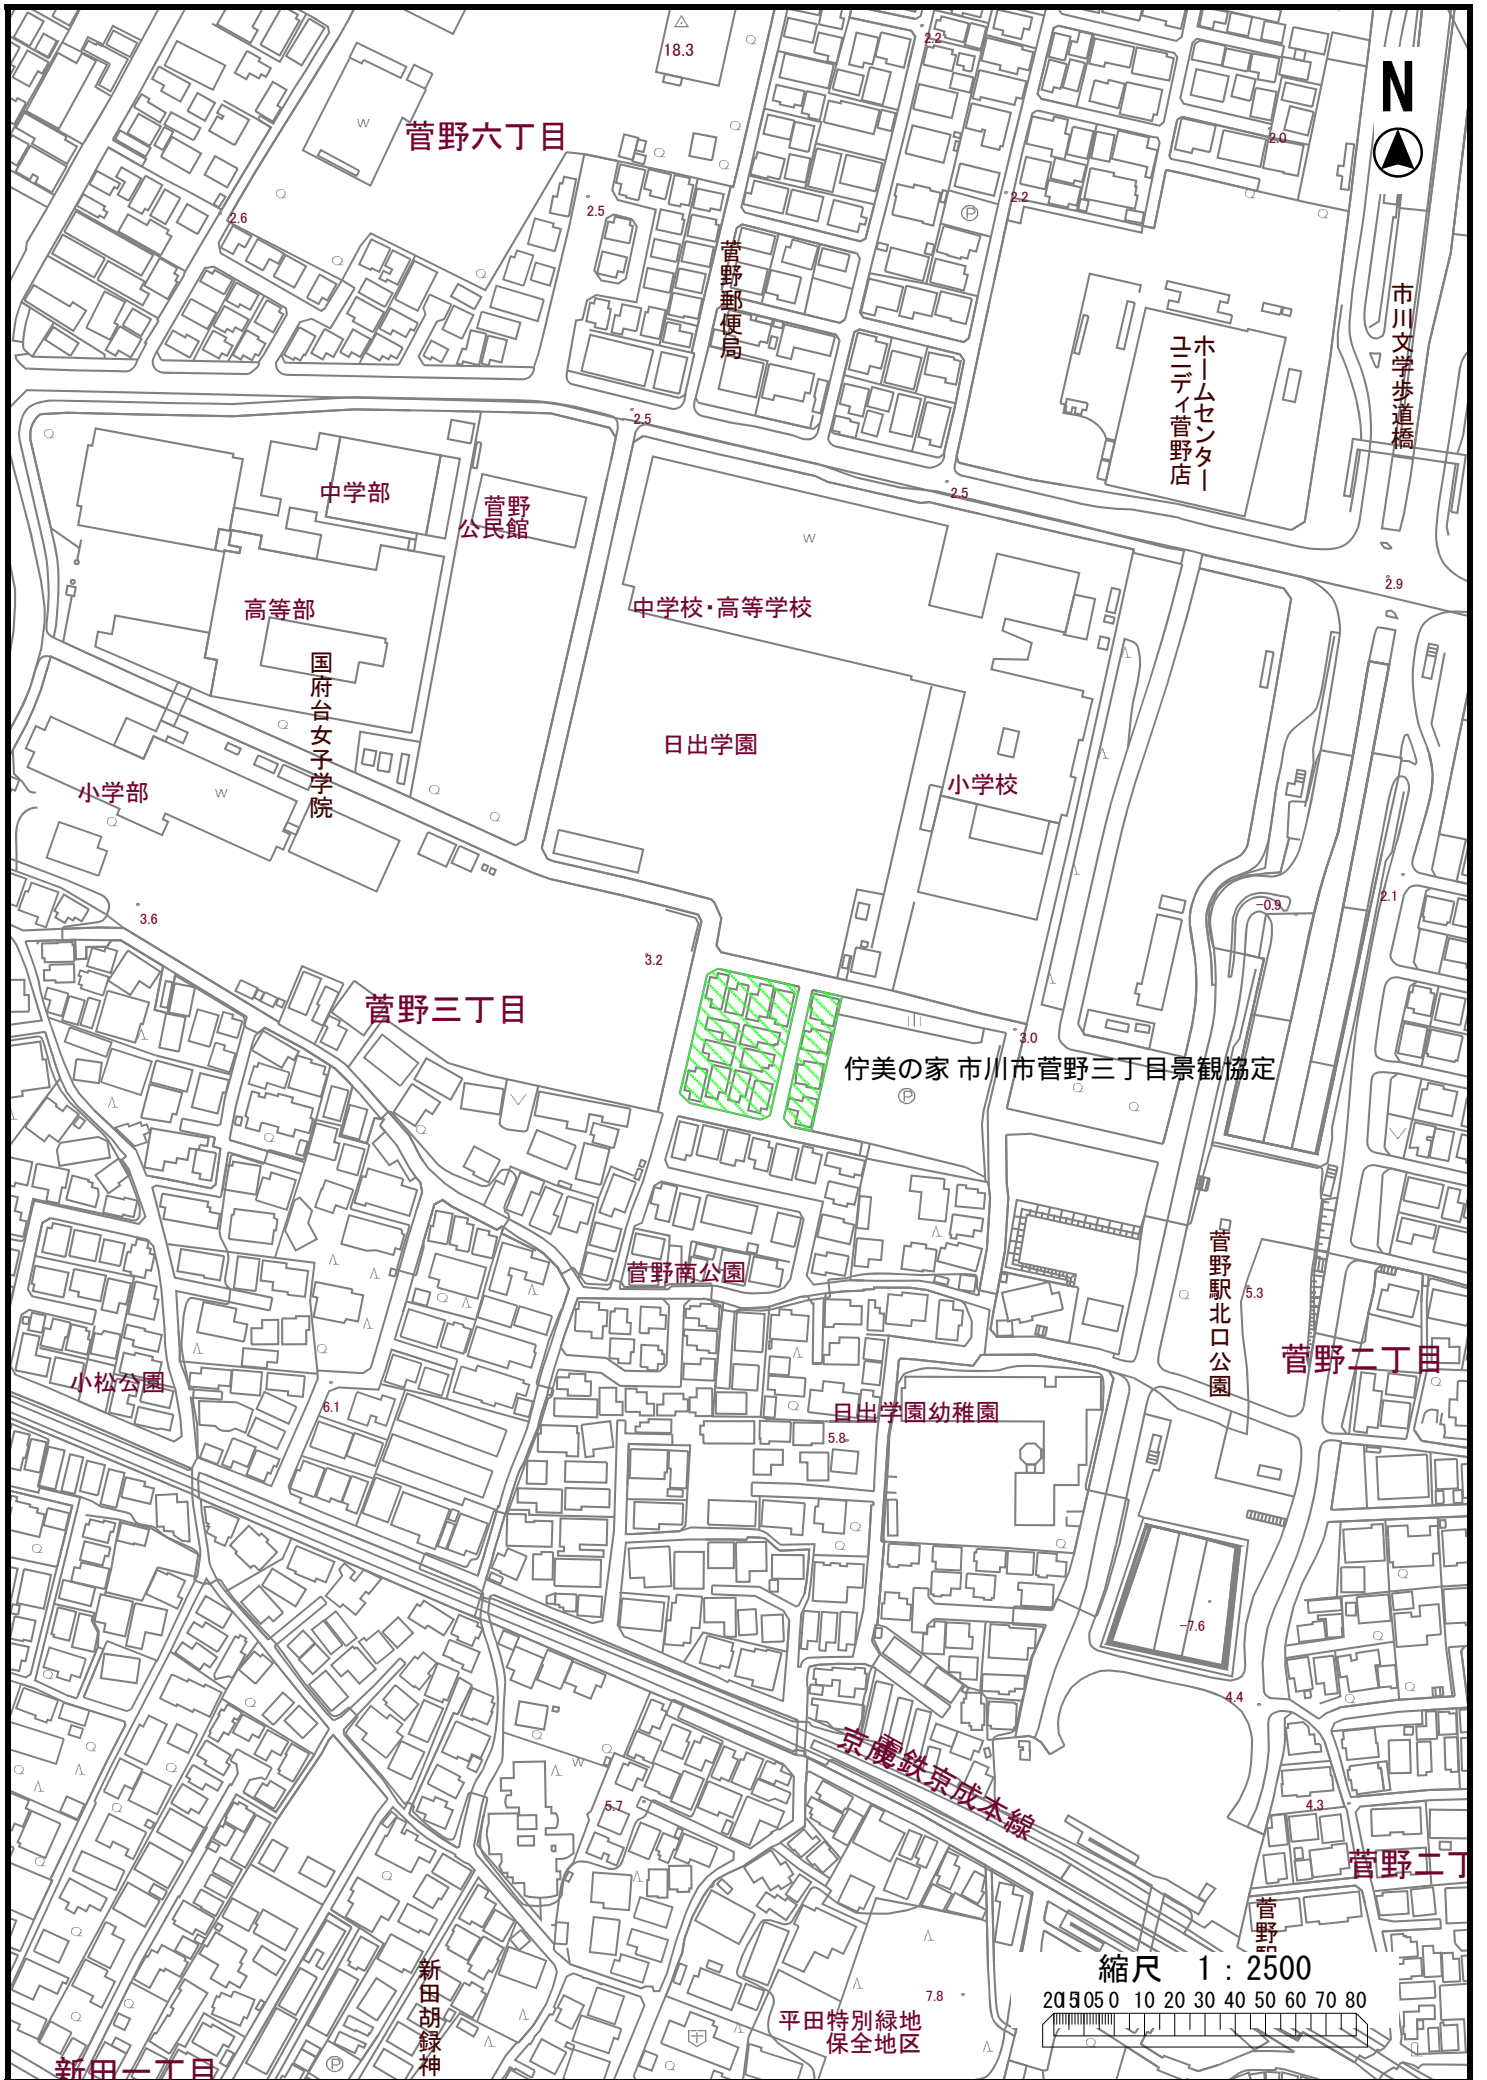 18.3
2.2
N
菅野六丁目
2.0
2.6
2.5
2.2
菅野郵便局
市川文学歩道橋
ホームセンター
ユニディ菅野店
2.5
中学部
菅野
公民館
2.5
2.9
高等部
中学校・高等学校
国府台女子学院
日出学園
小学部
小学校
3.6
-0.9
2.1
3.2
菅野三丁目
3.0
佇美の家 市川市菅野三丁目景観協定
P
P
菅野南公園
菅野駅北口公園
5.3
菅野二丁目
小松公園
6.1
日出学園幼稚園
5.8
-7.6
4.4
京成電鉄京成本線
5.7
4.3
菅野二丁
菅野駅
縮尺 1 : 2500
20 15 10 5 0 10 20 30 40 50 60 70 80
新田胡録神
7.8
平田特別緑地
保全地区
P
新田一丁目